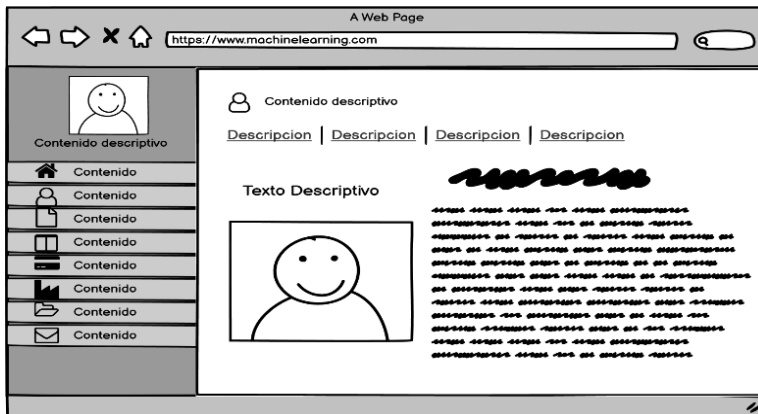 A Web Page
https://www.machinelearning.com
Contenido descriptivo
Contenido
Contenido
Contenido
Contenido
Contenido
Contenido
Contenido
Contenido
Contenido descriptivo
Descripcion | Descripcion | Descripcion | Descripcion
Texto Descriptivo